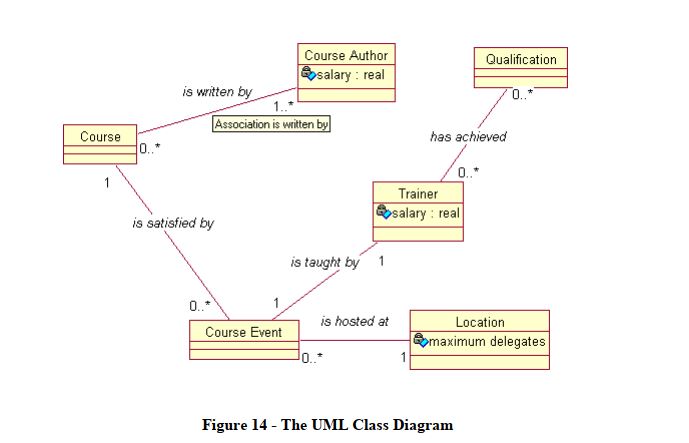 Course Author
salary : real
Qualification
is written by
1..*
0..*
Association is written by
has achieved
Course
0..*
0..*
1
Trainer
salary : real
is satisfied by
is taught by
1
0..*
1
is hosted at
Location
maximum delegates
Course Event
0..*
1
Figure 14 - The UML Class Diagram